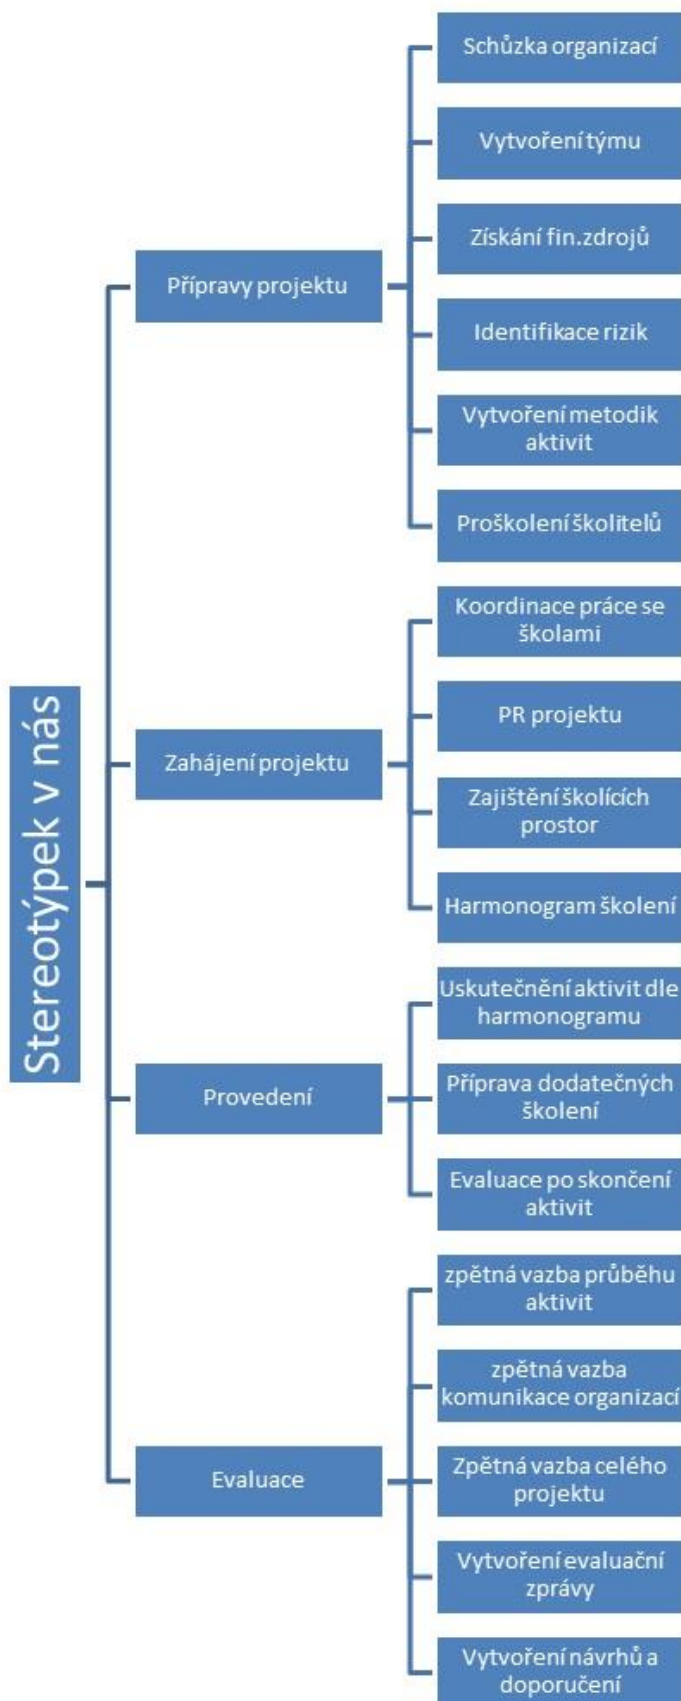 Stereotýpek v nás
Přípravy projektu
Schůzka organizací
Vytvoření týmu
Získání fin.zdrojů
Identifikace rizik
Vytvoření metodik
aktivit
Proškolení školitelů
Zahájení projektu
Koordinace práce se
školami
PR projektu
Zajištění školících
prostor
Harmonogram školení
Provedení
Uskutečnění aktivit dle
harmonogramu
Příprava dodatečných
školení
Evaluace po skončení
aktivit
Evaluace
zpětná vazba průběhu
aktivit
zpětná vazba
komunikace organizací
Zpětná vazba celého
projektu
Vytvoření evaluační
zprávy
Vytvoření návrhů a
doporučení